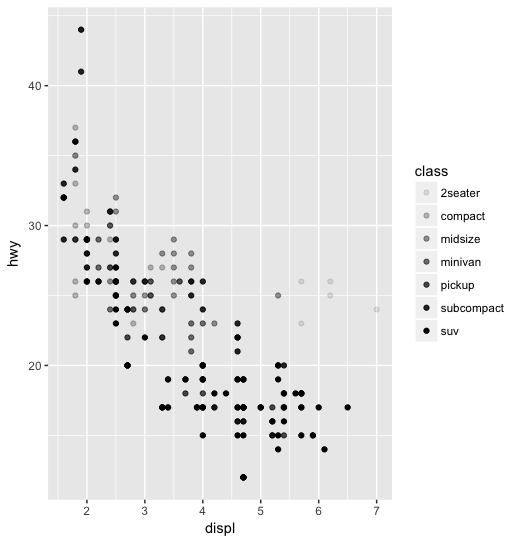 40
30
20
hwy
2 3 4 5 6 7
displ
class
2seater
compact
midsize
minivan
pickup
subcompact
suv